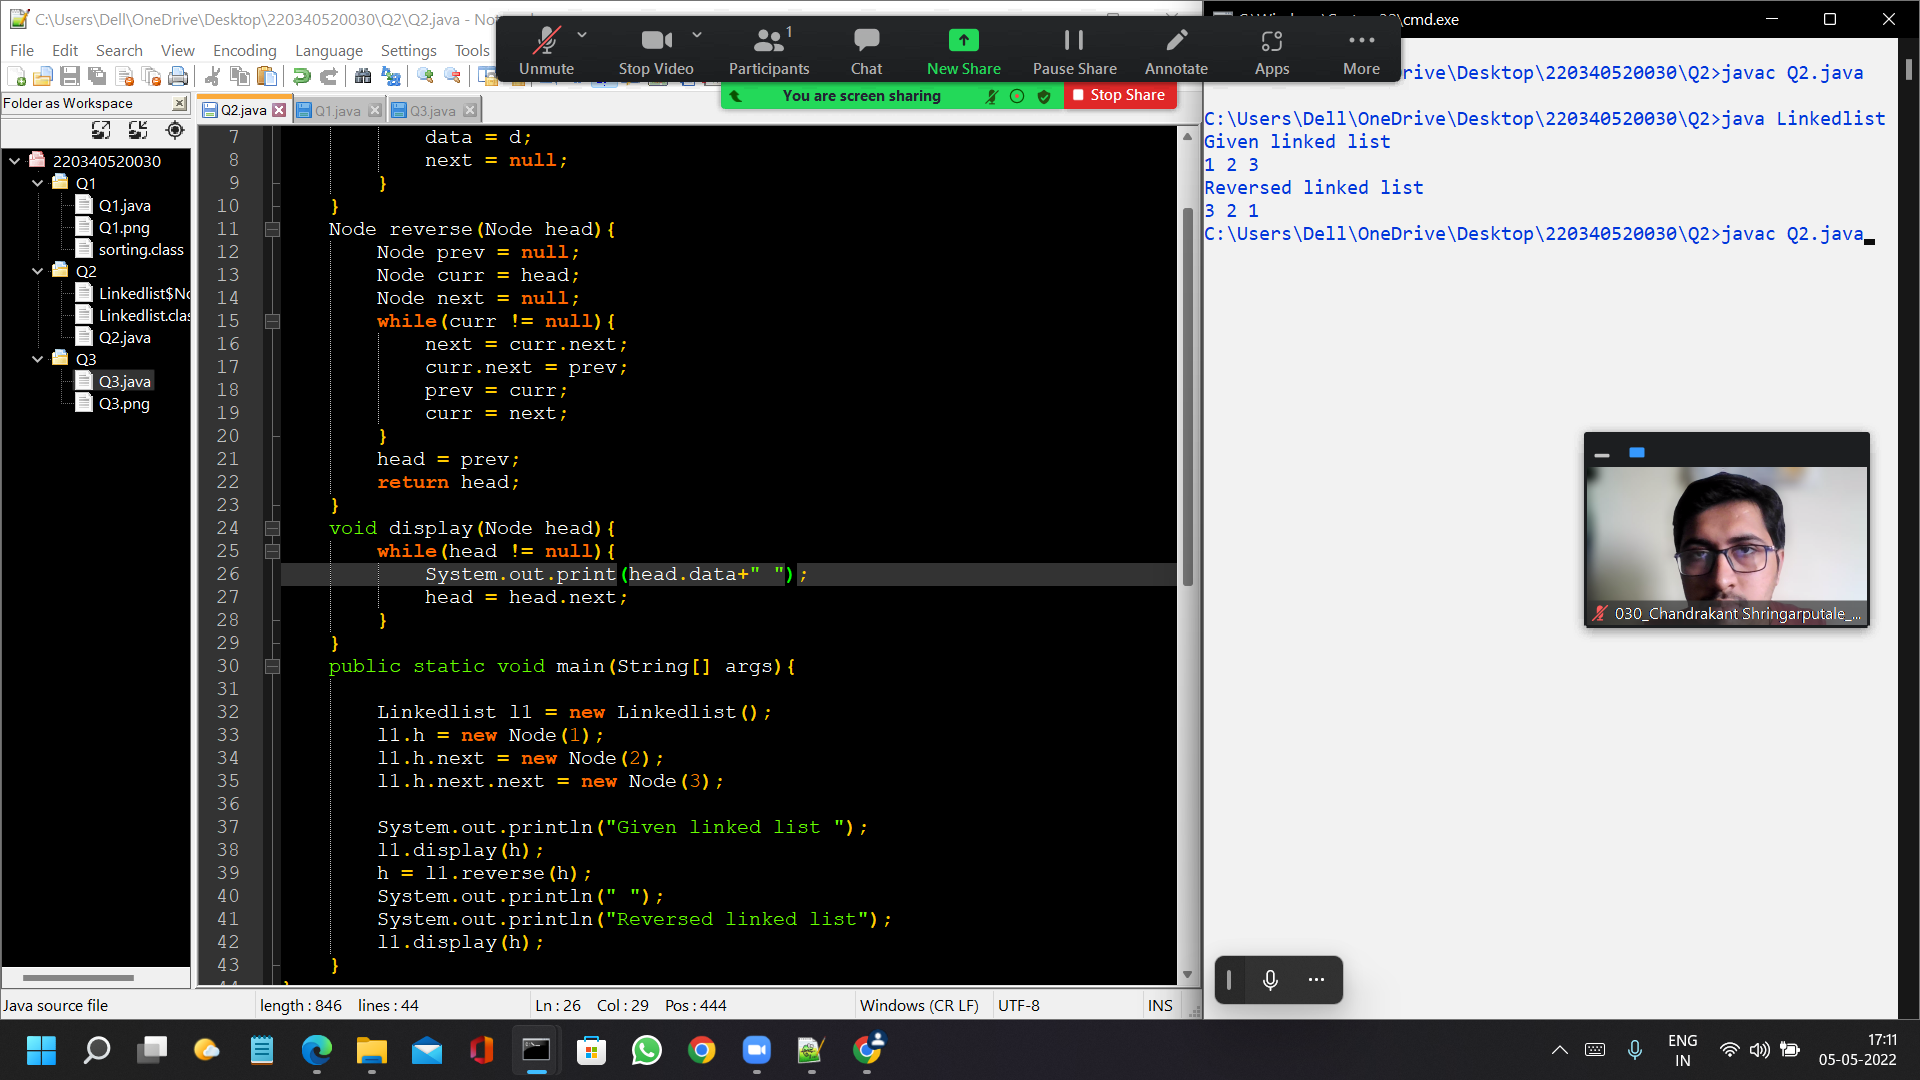 C:\Users\Dell\OneDrive\Desktop\220340520030\Q2\Q2.java - Not
File Edit Search View Encoding Language Settings Tools
Unmute
Stop Video
Participants 1
Chat
New Share
Pause Share
Annotate
Apps
More
You are screen sharing
Stop Share
Folder as Workspace
220340520030
Q1
Q1.java
Q1.png
sorting.class
Q2
Linkedlist$No
Linkedlist.clas
Q2.java
Q3
Q3.java
Q3.png
Q2.java Q1.java Q3.java
7 data = d;
8 next = null;
9 }
10 }
11 Node reverse(Node head){
12 Node prev = null;
13 Node curr = head;
14 Node next = null;
15 while(curr != null){
16 next = curr.next;
17 curr.next = prev;
18 prev = curr;
19 curr = next;
20 }
21 head = prev;
22 return head;
23 }
24 void display(Node head){
25 while(head != null){
26 System.out.print(head.data+" ");
27 head = head.next;
28 }
29 }
30 public static void main(String[] args){
31
32 Linkedlist l1 = new Linkedlist();
33 l1.h = new Node(1);
34 l1.h.next = new Node(2);
35 l1.h.next.next = new Node(3);
36
37 System.out.println("Given linked list ");
38 l1.display(h);
39 h = l1.reverse(h);
40 System.out.println(" ");
41 System.out.println("Reversed linked list");
42 l1.display(h);
43 }
Java source file length : 846 lines : 44 Ln : 26 Col : 29 Pos : 444 Windows (CR LF) UTF-8 INS
\cmd.exe
Drive\Desktop\220340520030\Q2>javac Q2.java
C:\Users\Dell\OneDrive\Desktop\220340520030\Q2>java Linkedlist
Given linked list
1 2 3
Reversed linked list
3 2 1
C:\Users\Dell\OneDrive\Desktop\220340520030\Q2>javac Q2.java
030_Chandrakant Shringarputale_...
ENG
IN
17:11
05-05-2022